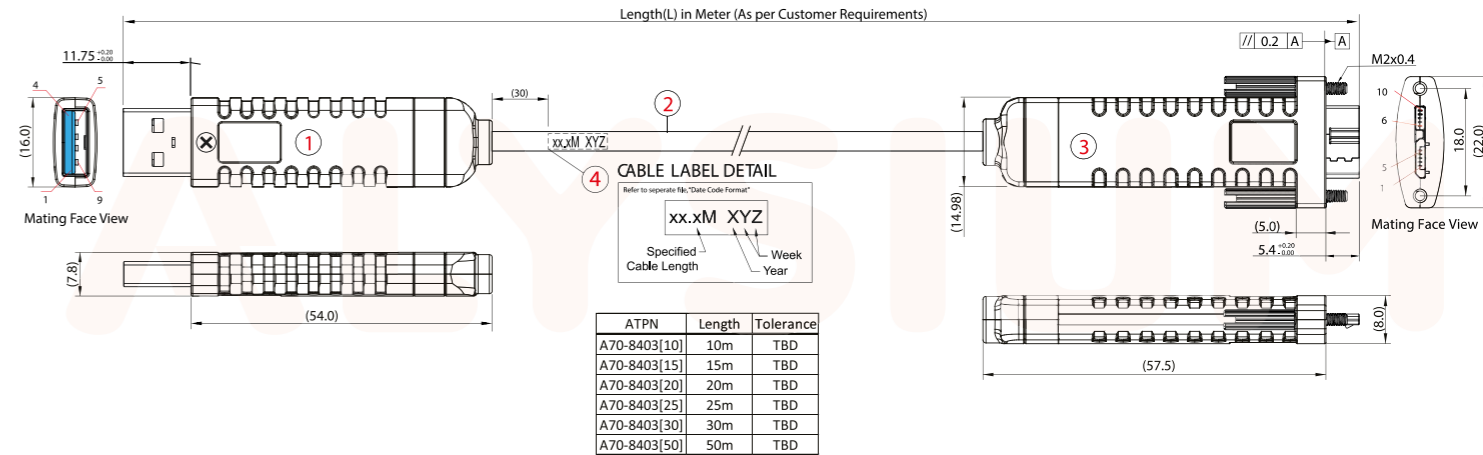 Length(L) in Meter (As per Customer Requirements)
11.75 +0.20 -0.00
// 0.2 A
A
M2x0.4
4
5
(30)
2
10
6
(16.0)
1
xx.xM XYZ
3
18.0
(22.0)
4
CABLE LABEL DETAIL
5
1
1
9
Refer to seperate file,"Date Code Format"
Mating Face View
(14.98)
xx.xM XYZ
(5.0)
Mating Face View
Specified
Cable Length
Week
Year
5.4 +0.20 -0.00
(7.8)
(54.0)
(8.0)
(57.5)
ATPN Length Tolerance
A70-8403[10] 10m TBD
A70-8403[15] 15m TBD
A70-8403[20] 20m TBD
A70-8403[25] 25m TBD
A70-8403[30] 30m TBD
A70-8403[50] 50m TBD
ALYSIUM